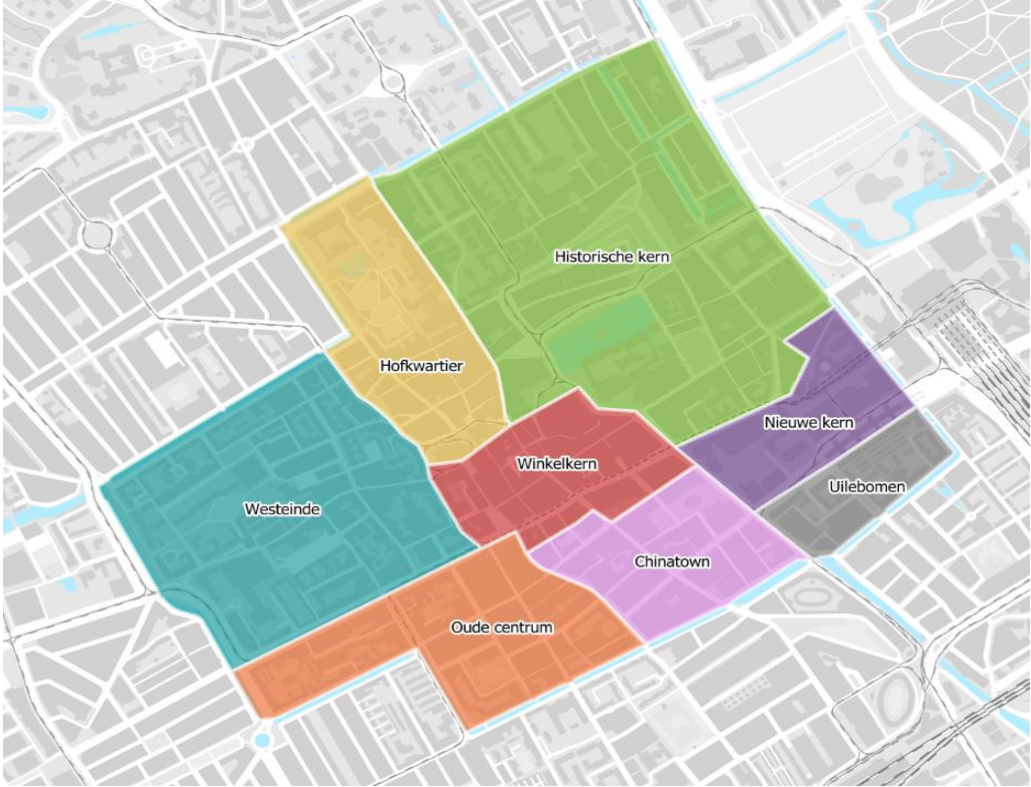 Historische kern
Hofkwartier
Nieuwe kern
Winkelkern
Uilebomen
Westeinde
Chinatown
Oude centrum